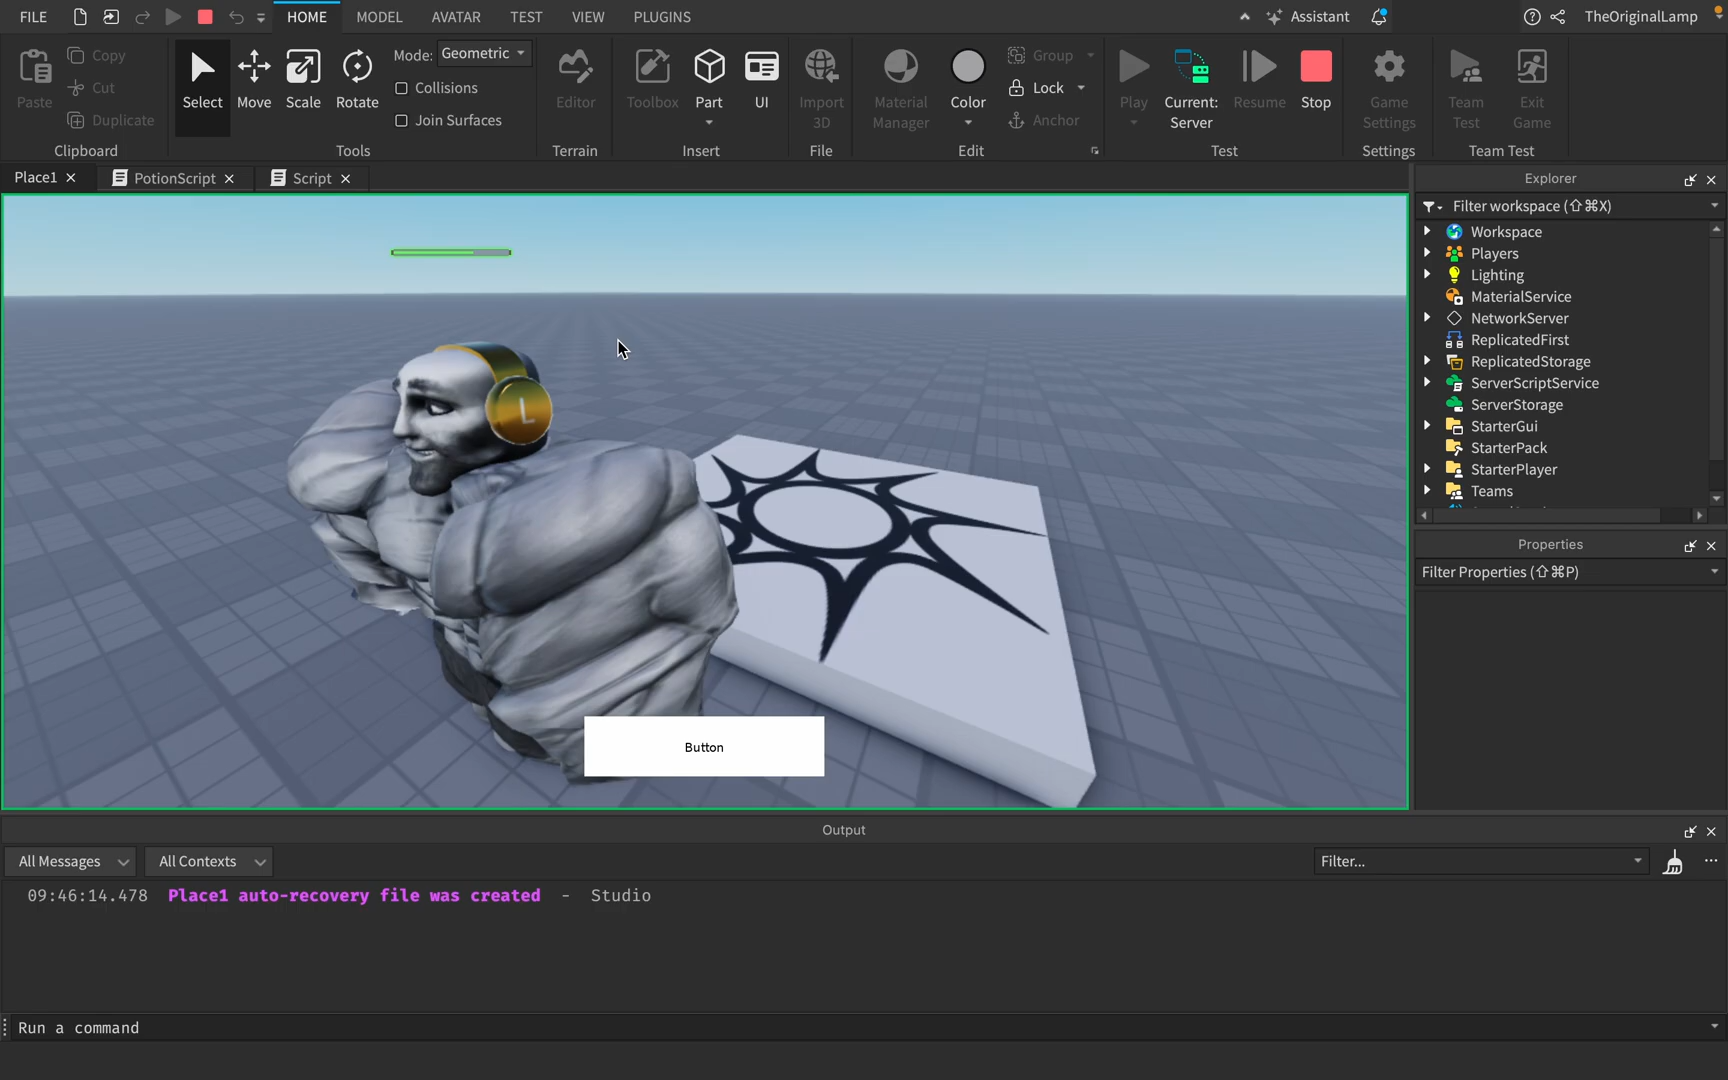 FILE
HOME
MODEL
AVATAR
TEST
VIEW
PLUGINS
Assistant
TheOriginalLamp
Paste
Copy
Cut
Duplicate
Clipboard
Select
Move
Scale
Rotate
Mode: Geometric
Collisions
Join Surfaces
Tools
Editor
Terrain
Toolbox
Part
UI
Insert
Import
3D
File
Material
Manager
Color
Group
Lock
Anchor
Edit
Play
Current:
Server
Resume
Stop
Test
Game
Settings
Settings
Team
Test
Exit
Game
Team Test
Place1
PotionScript
Script
L
Button
Explorer
Filter workspace (⇧⌘X)
Workspace
Players
Lighting
MaterialService
NetworkServer
ReplicatedFirst
ReplicatedStorage
ServerScriptService
ServerStorage
StarterGui
StarterPack
StarterPlayer
Teams
Properties
Filter Properties (⇧⌘P)
Output
All Messages
All Contexts
Filter...
09:46:14.478 Place1 auto-recovery file was created - Studio
Run a command